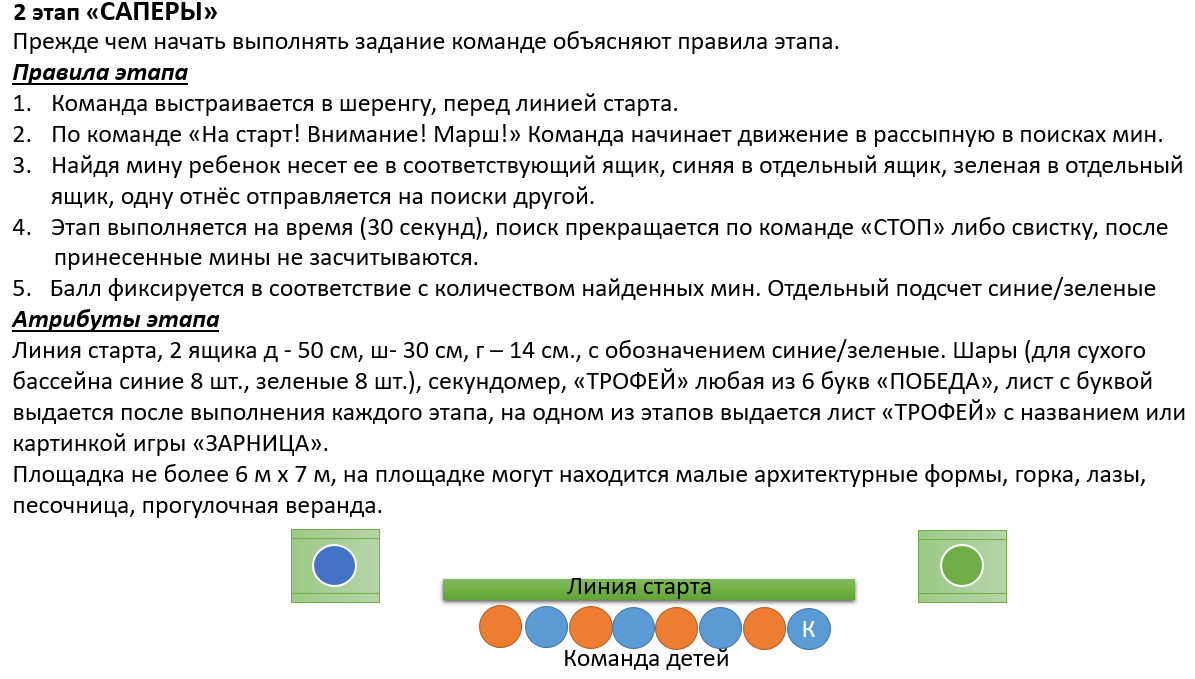 2 этап «САПЕРЫ»
Прежде чем начать выполнять задание команде объясняют правила этапа.
Правила этапа
1. Команда выстраивается в шеренгу, перед линией старта.
2. По команде «На старт! Внимание! Марш!» Команда начинает движение в рассыпную в поисках мин.
3. Найдя мину ребенок несет ее в соответствующий ящик, синяя в отдельный ящик, зеленая в отдельный
ящик, одну отнёс отправляется на поиски другой.
4. Этап выполняется на время (30 секунд), поиск прекращается по команде «СТОП» либо свистку, после
принесенные мины не засчитываются.
5. Балл фиксируется в соответствие с количеством найденных мин. Отдельный подсчет синие/зеленые
Атрибуты этапа
Линия старта, 2 ящика д - 50 см, ш- 30 см, г – 14 см., с обозначением синие/зеленые. Шары (для сухого
бассейна синие 8 шт., зеленые 8 шт.), секундомер, «ТРОФЕЙ» любая из 6 букв «ПОБЕДА», лист с буквой
выдается после выполнения каждого этапа, на одном из этапов выдается лист «ТРОФЕЙ» с названием или
картинкой игры «ЗАРНИЦА».
Площадка не более 6 м х 7 м, на площадке могут находится малые архитектурные формы, горка, лазы,
песочница, прогулочная веранда.
Линия старта
К
Команда детей